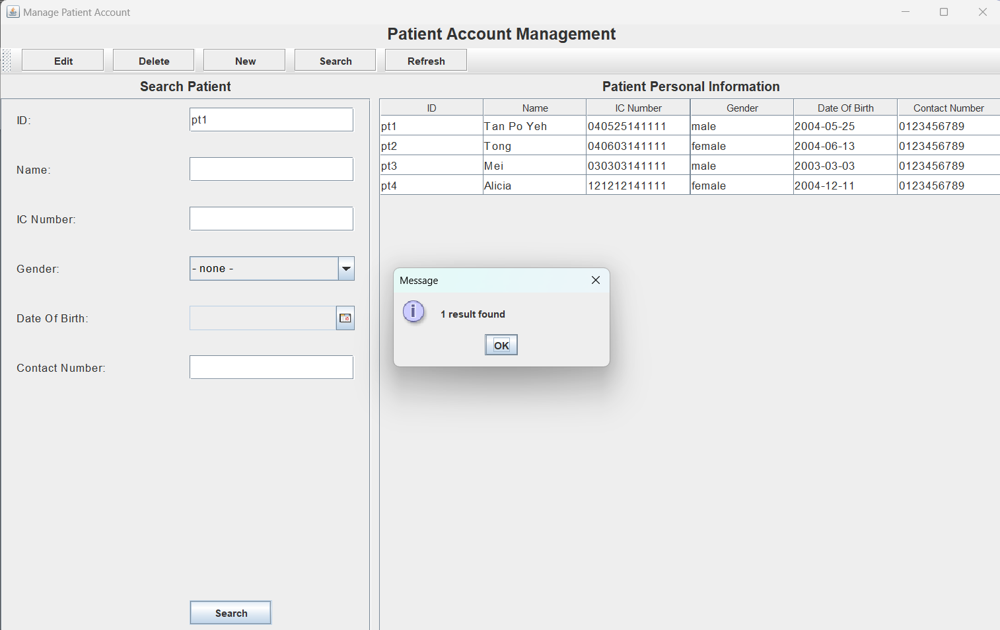 Manage Patient Account
Patient Account Management
Edit Delete New Search Refresh
Search Patient
ID: pt1
Name:
IC Number:
Gender: - none -
Date Of Birth:
Contact Number:
Search
Patient Personal Information
ID Name IC Number Gender Date Of Birth Contact Number
pt1 Tan Po Yeh 040525141111 male 2004-05-25 0123456789
pt2 Tong 040603141111 female 2004-06-13 0123456789
pt3 Mei 030303141111 male 2003-03-03 0123456789
pt4 Alicia 121212141111 female 2004-12-11 0123456789
Message
1 result found
OK